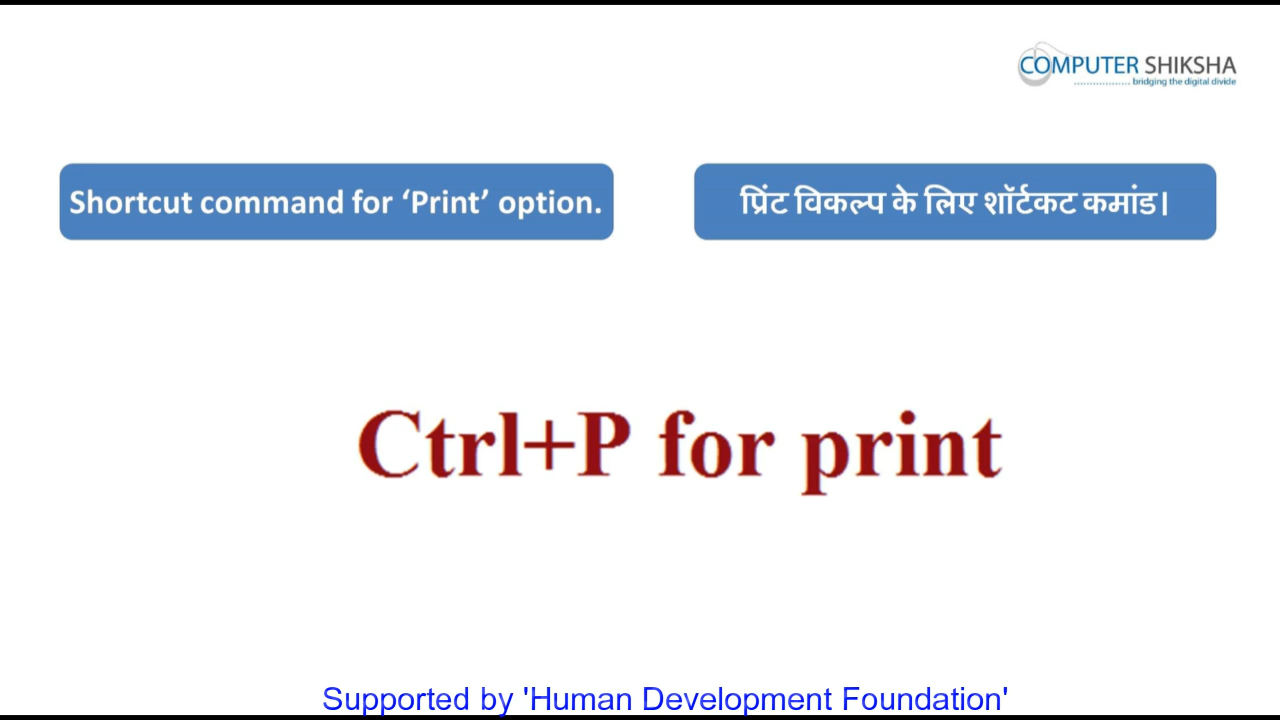 COMPUTER SHIKSHA
bridging the digital divide
Shortcut command for ‘Print’ option.
प्रिंट विकल्प के लिए शॉर्टकट कमांड।
Ctrl+P for print
Supported by 'Human Development Foundation'